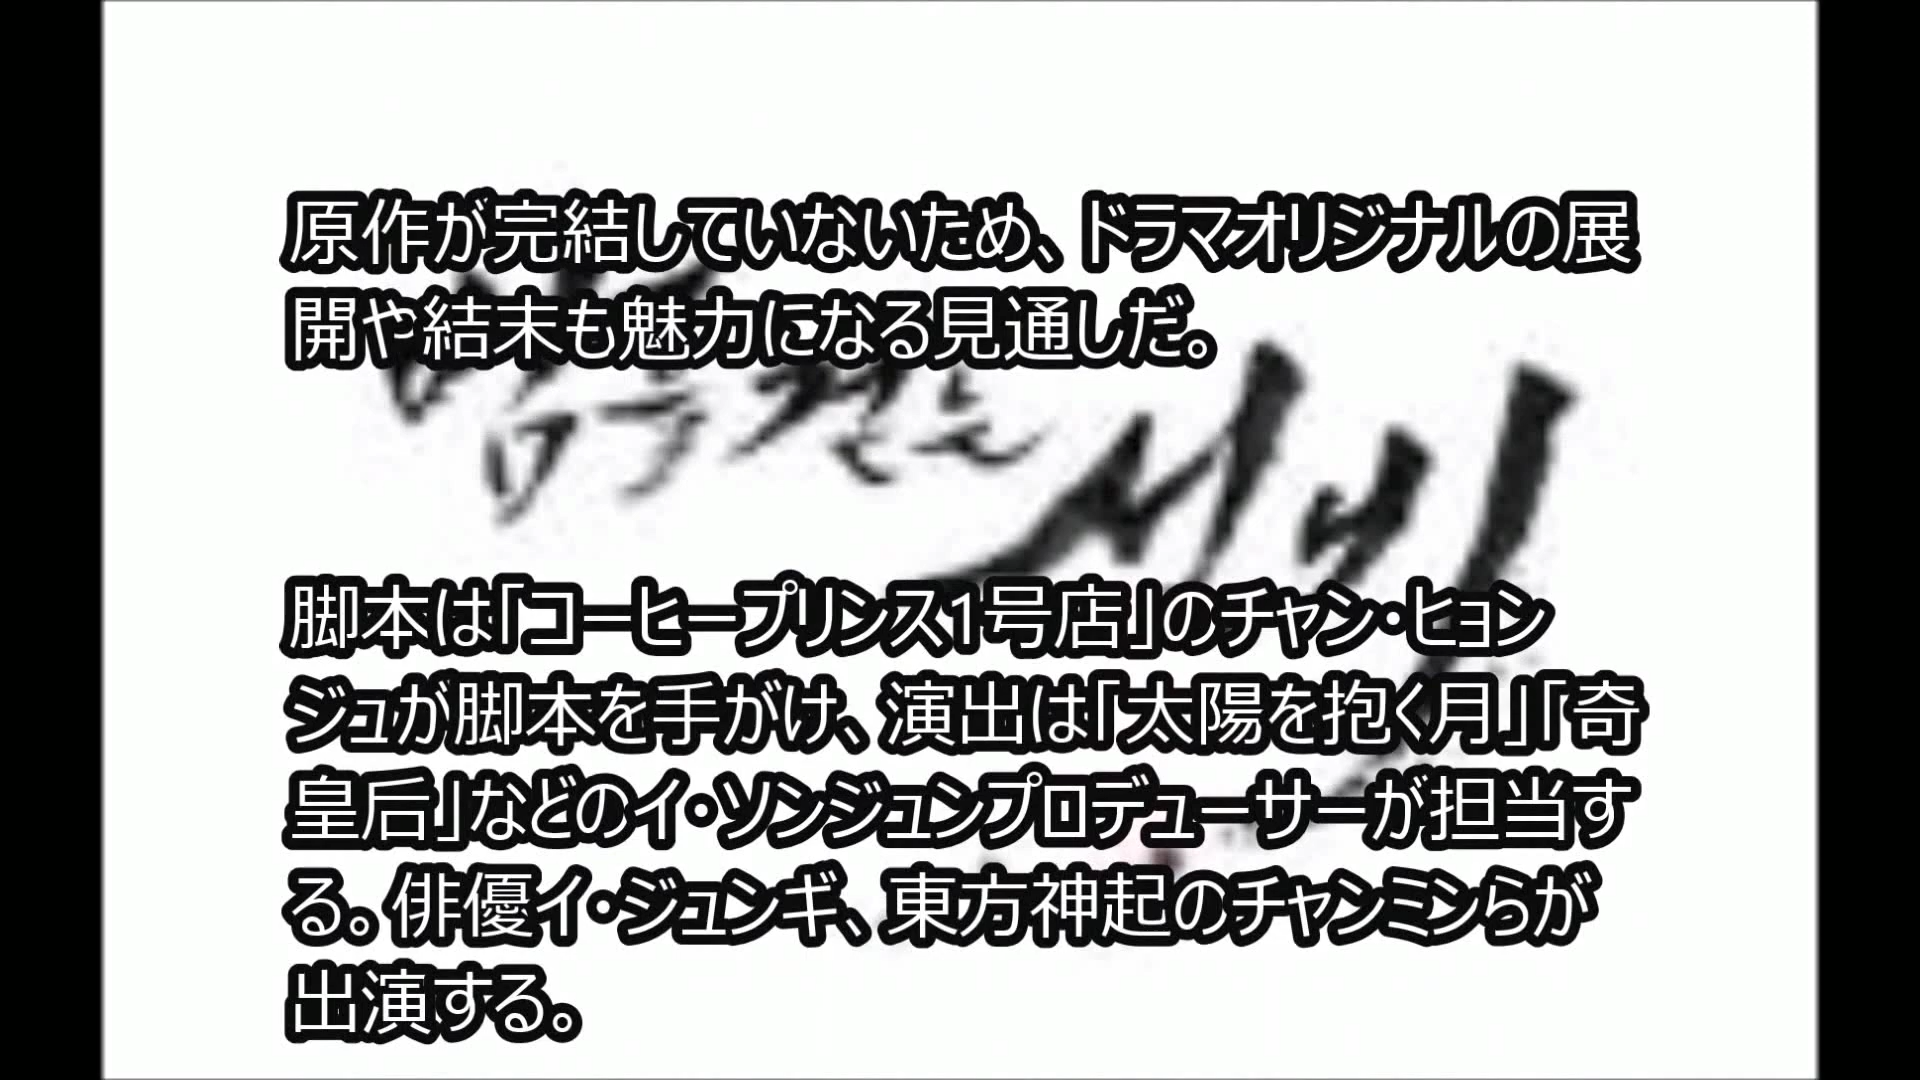 原作が完結していないため、ドラマオリジナルの展
開や結末も魅力になる見通しだ。
선비
脚本は「コーヒープリンス1号店」のチャン・ヒョン
ジュが脚本を手がけ、演出は「太陽を抱く月」「奇
皇后」などのイ・ソンジュンプロデューサーが担当す
る。俳優イ・ジュンギ、東方神起のチャンミンらが
出演する。